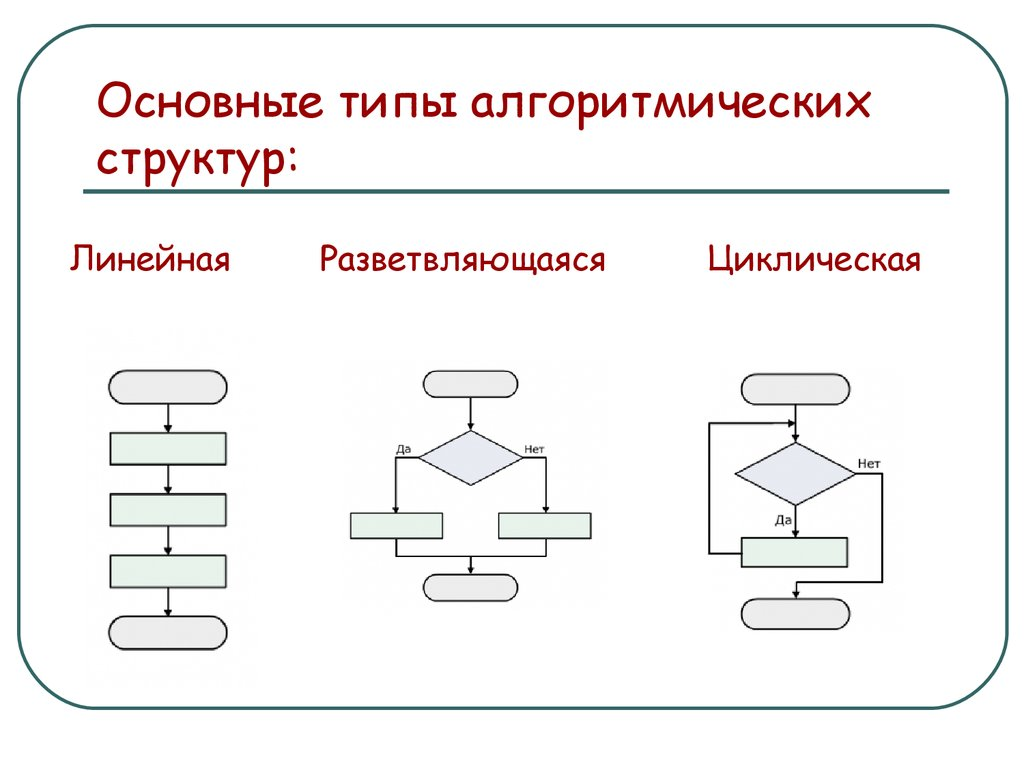 Основные типы алгоритмических
структур:
Линейная
Разветвляющаяся
Циклическая
Да
Нет
Нет
Да